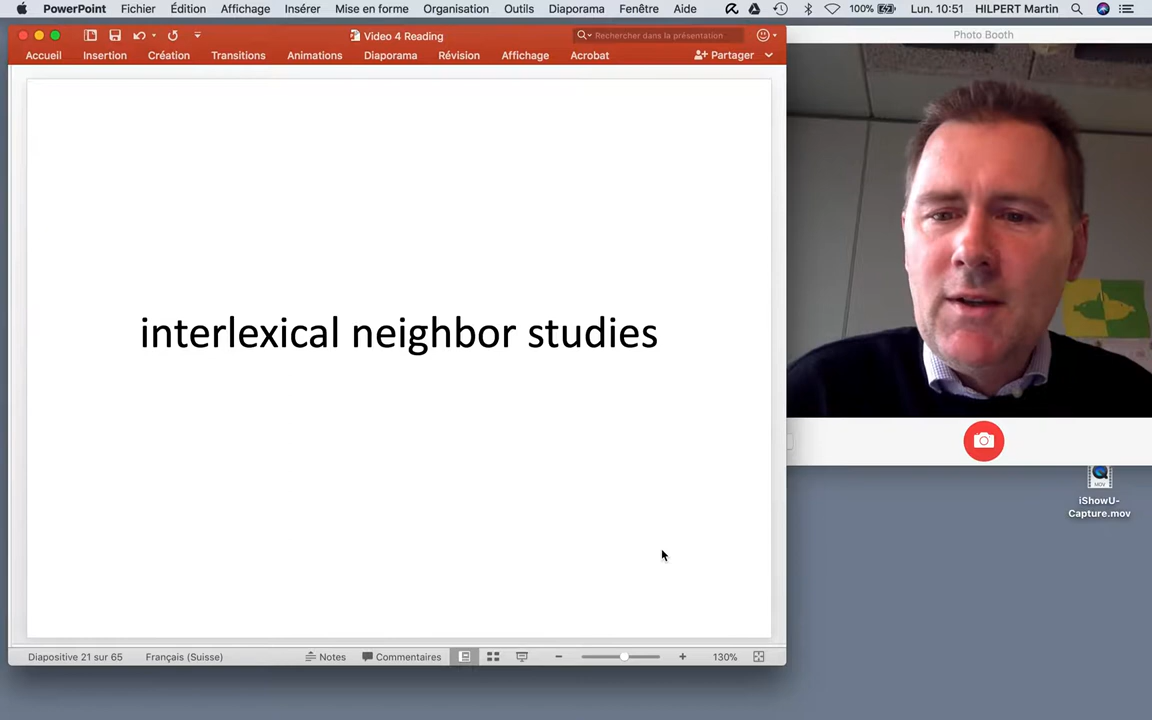 PowerPoint Fichier Édition Affichage Insérer Mise en forme Organisation Outils Diaporama Fenêtre Aide 100% Lun. 10:51 HILPERT Martin
Video 4 Reading
Rechercher dans la présentation
Accueil Insertion Création Transitions Animations Diaporama Révision Affichage Acrobat Partager
Photo Booth
interlexical neighbor studies
MOV
iShowU-
Capture.mov
Diapositive 21 sur 65 Français (Suisse) Notes Commentaires 130%